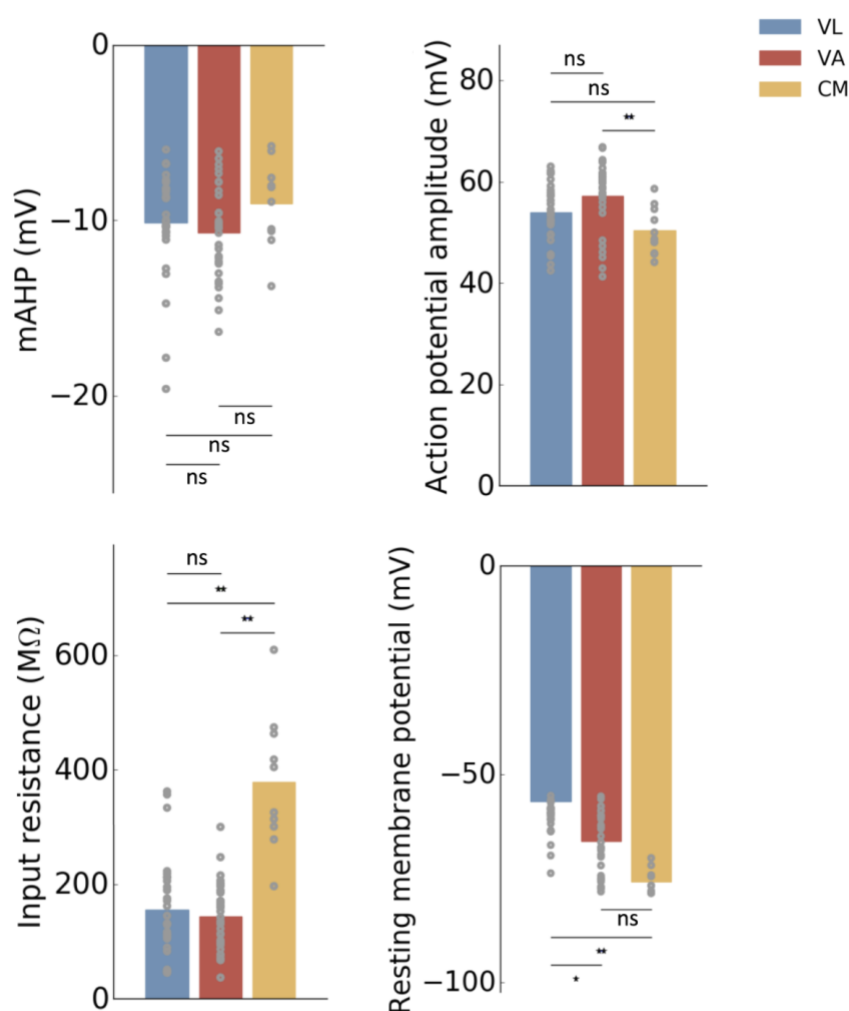 VL
VA
CM
mAHP (mV)
0
−10
−20
ns
ns
ns
Action potential amplitude (mV)
80
60
40
20
0
ns
ns
**
Input resistance (MΩ)
600
400
200
0
ns
**
**
Resting membrane potential (mV)
0
−50
−100
ns
**
*